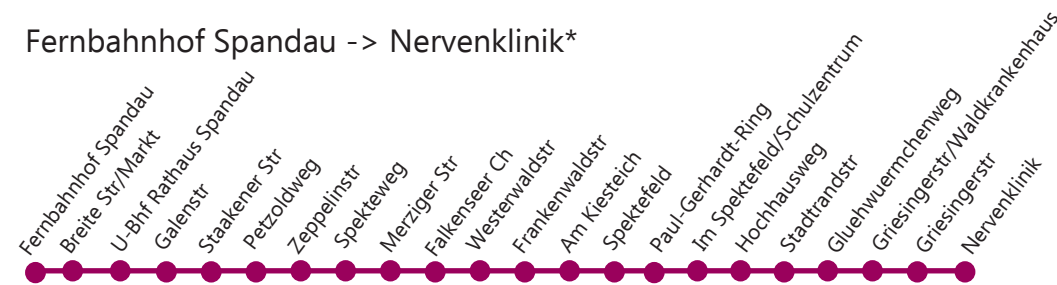 Fernbahnhof Spandau -> Nervenklinik*
Fernbahnhof Spandau
Breite Str/Markt
U-Bhf Rathaus Spandau
Galenstr
Staakener Str
Petzoldweg
Zeppelinstr
Spekteweg
Merziger Str
Falkenseer Ch
Westerwaldstr
Frankenwaldstr
Am Kiesteich
Spektefeld
Paul-Gerhardt-Ring
Im Spektefeld/Schulzentrum
Hochhausweg
Stadtrandstr
Gluehwuermchenweg
Griesingerstr/Waldkrankenhaus
Griesingerstr
Nervenklinik